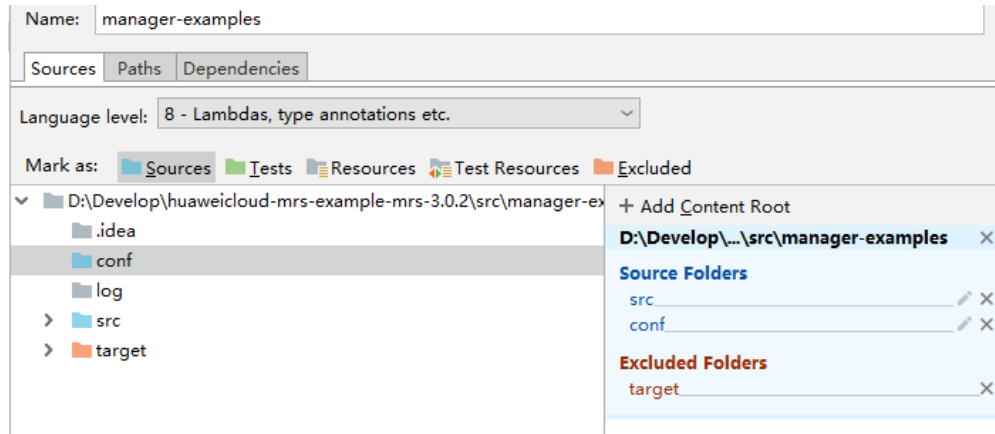 Name: manager-examples
Sources Paths Dependencies
Language level: 8 - Lambdas, type annotations etc.
Mark as: Sources Tests Resources Test Resources Excluded
D:\Develop\huaweicloud-mrs-example-mrs-3.0.2\src\manager-ex
.idea
conf
log
src
target
+ Add Content Root
D:\Develop\...\src\manager-examples
Source Folders
src
conf
Excluded Folders
target